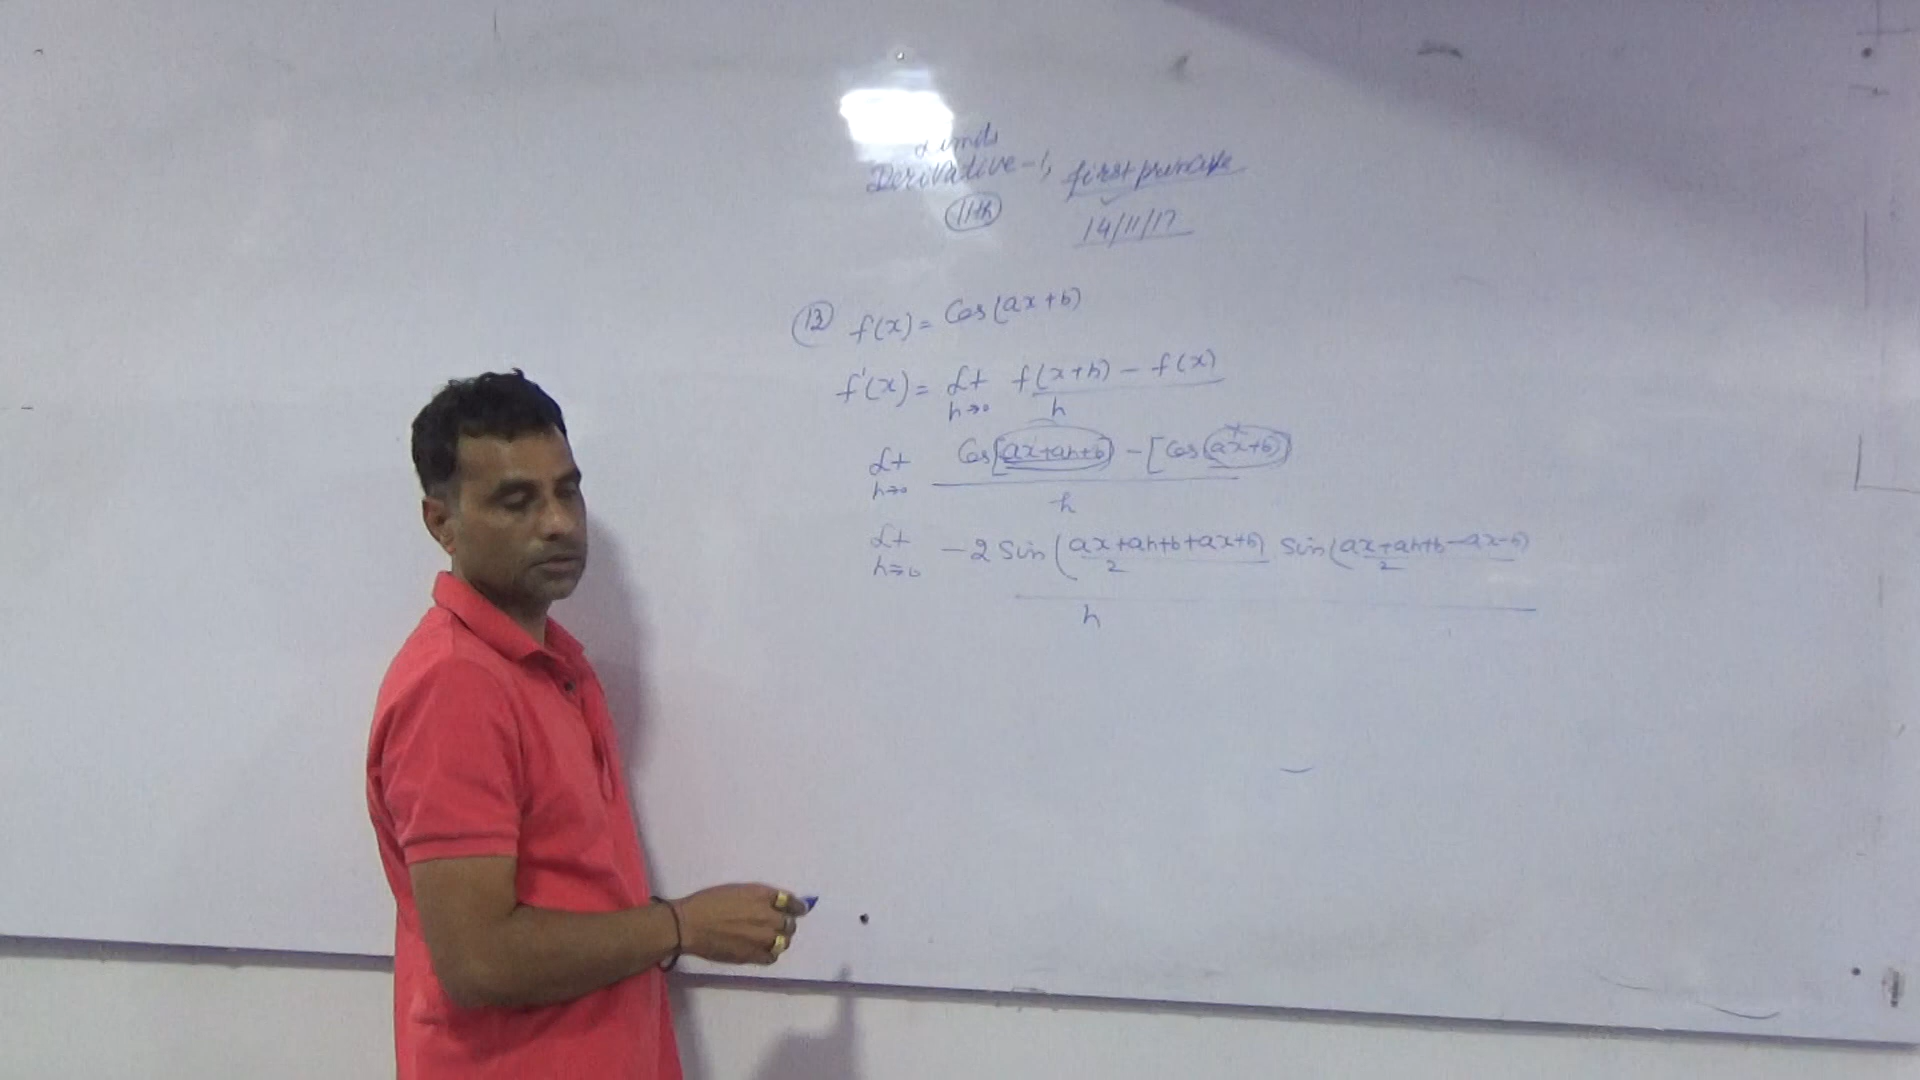 Limits
Derivative-1, first principle
11th
14/11/17
13 f(x) = Cos(ax+b)
f'(x) = Lt h→0 f(x+h) - f(x) / h
Lt h→0 Cos[ax+ah+b] - [Cos(ax+b)] / h
Lt h→0 -2 Sin (ax+ah+b+ax+b) / 2 Sin (ax+ah+b-ax-b) / 2 / h